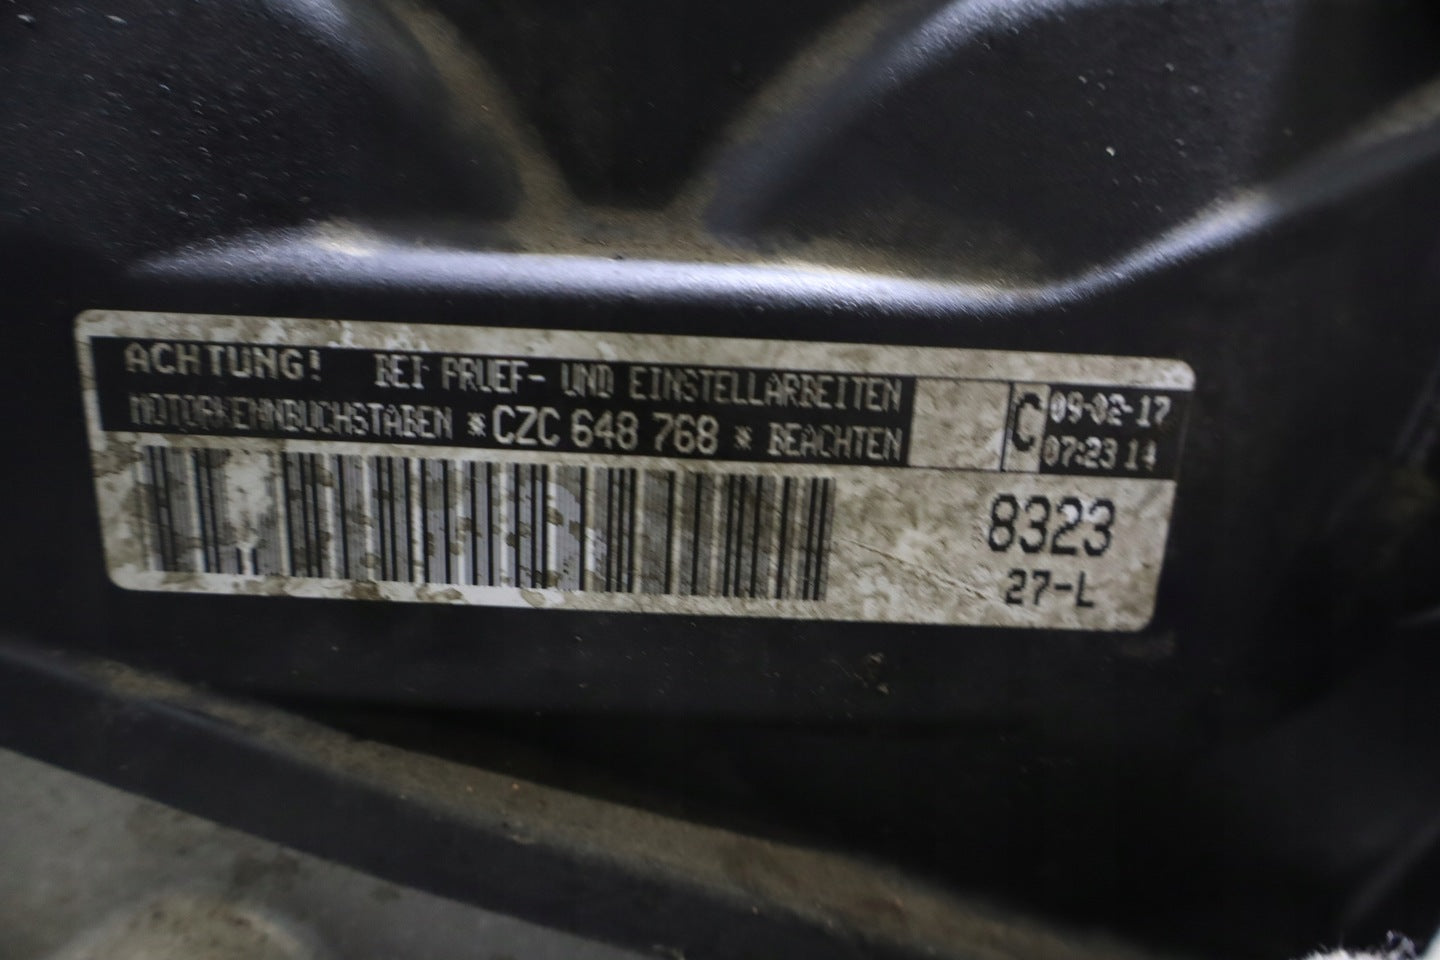 ACHTUNG! BEI PRUEF- UND EINSTELLARBEITEN
MOTORKENNBUCHSTABEN *CZC 648 768 * BEACHTEN
C
09-02-17
07:23 14
8323
27-L